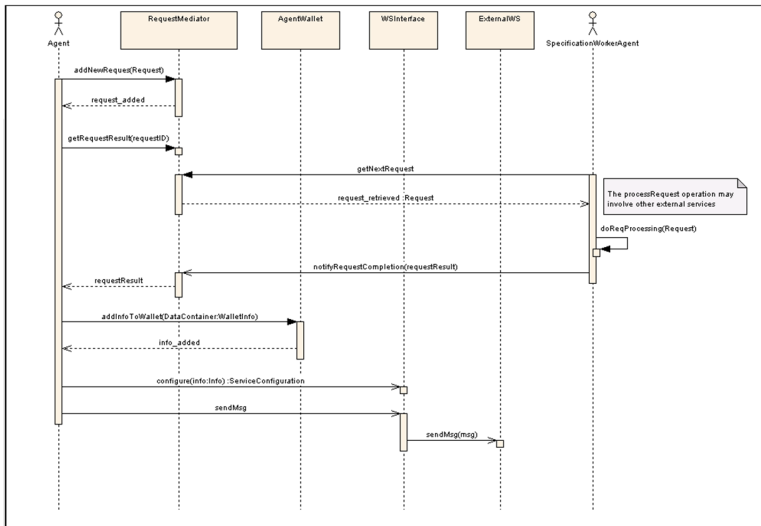 RequestMediator
AgentWallet
WSInterface
ExternalWS
Agent
SpecificationWorkerAgent
addNewReques(Request)
request_added
getRequestResult(requestID)
getNextRequest
The processRequest operation may
involve other external services
request_retrieved :Request
doReqProcessing(Request)
notifyRequestCompletion(requestResult)
requestResult
addInfoToWallet(DataContainer:WalletInfo)
info_added
configure(info:Info) :ServiceConfiguration
sendMsg
sendMsg(msg)